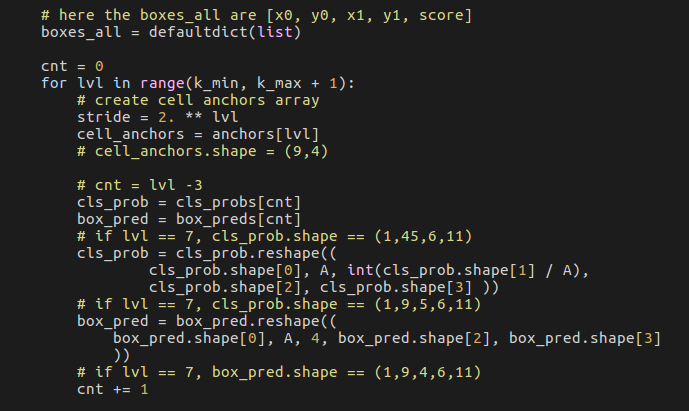 # here the boxes_all are [x0, y0, x1, y1, score]
boxes_all = defaultdict(list)
cnt = 0
for lvl in range(k_min, k_max + 1):
# create cell anchors array
stride = 2. ** lvl
cell_anchors = anchors[lvl]
# cell_anchors.shape = (9,4)
# cnt = lvl -3
cls_prob = cls_probs[cnt]
box_pred = box_preds[cnt]
# if lvl == 7, cls_prob.shape == (1,45,6,11)
cls_prob = cls_prob.reshape((
cls_prob.shape[0], A, int(cls_prob.shape[1] / A),
cls_prob.shape[2], cls_prob.shape[3] ))
# if lvl == 7, cls_prob.shape == (1,9,5,6,11)
box_pred = box_pred.reshape((
box_pred.shape[0], A, 4, box_pred.shape[2], box_pred.shape[3]
))
# if lvl == 7, box_pred.shape == (1,9,4,6,11)
cnt += 1